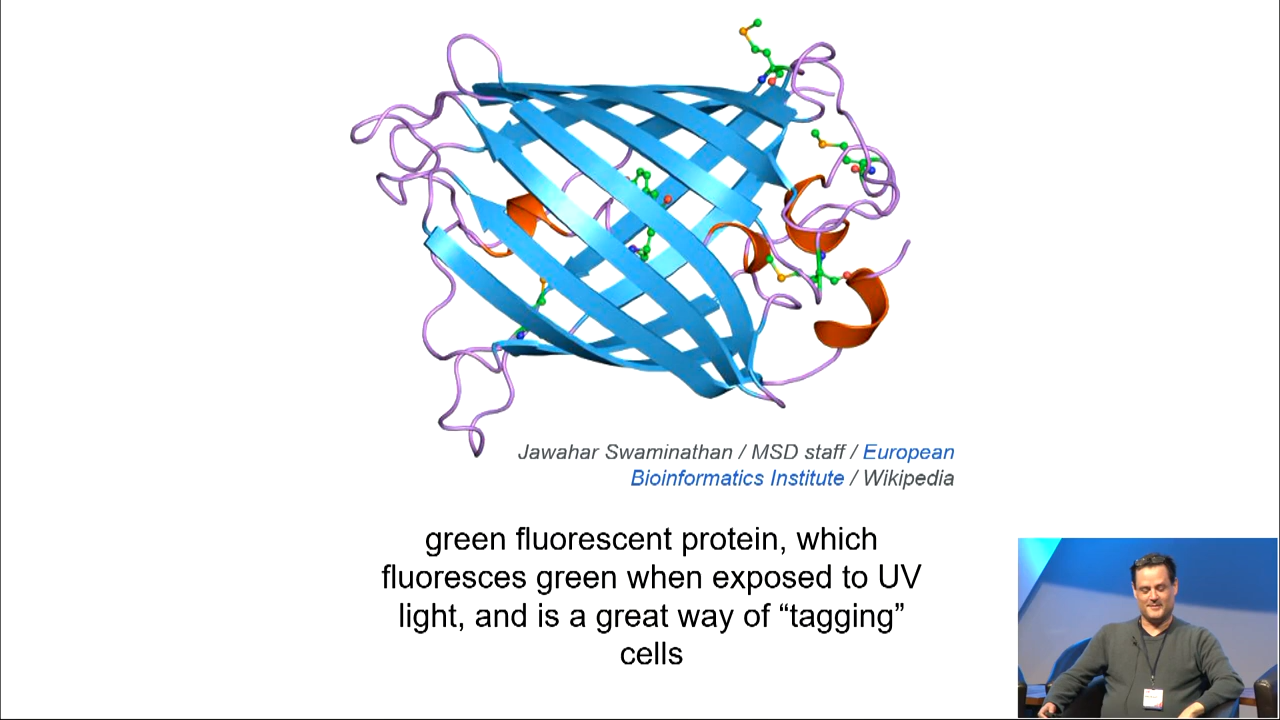 Jawahar Swaminathan / MSD staff / European
Bioinformatics Institute / Wikipedia
green fluorescent protein, which
fluoresces green when exposed to UV
light, and is a great way of “tagging”
cells